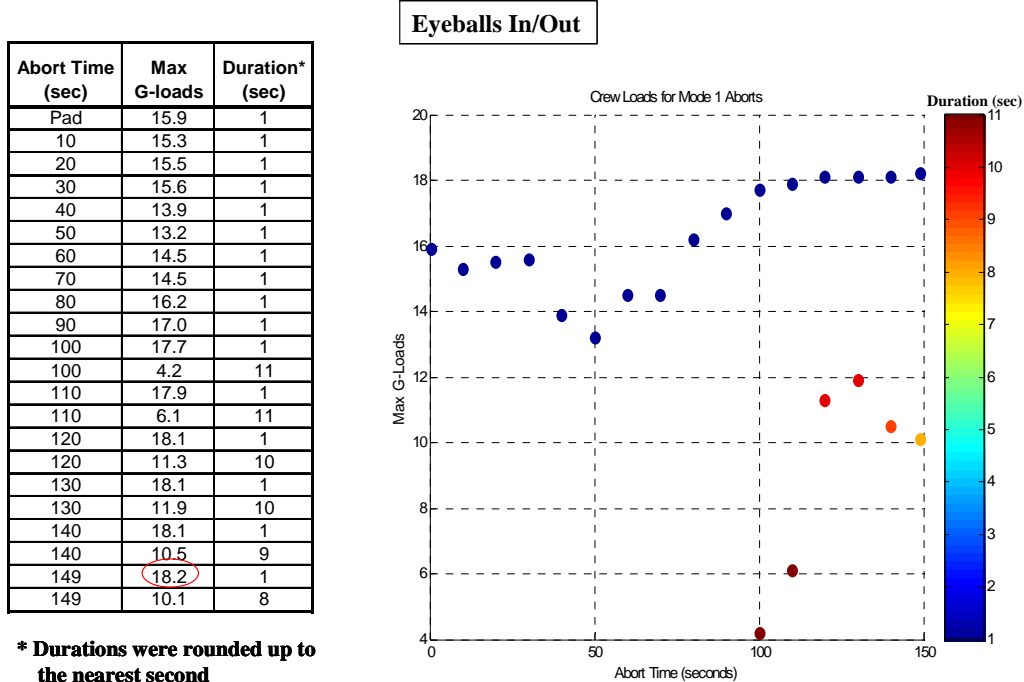 Eyeballs In/Out
Abort Time (sec) Max G-loads Duration* (sec)
Pad 15.9 1
10 15.3 1
20 15.5 1
30 15.6 1
40 13.9 1
50 13.2 1
60 14.5 1
70 14.5 1
80 16.2 1
90 17.0 1
100 17.7 1
100 4.2 11
110 17.9 1
110 6.1 11
120 18.1 1
120 11.3 10
130 18.1 1
130 11.9 10
140 18.1 1
140 10.5 9
149 18.2 1
149 10.1 8
* Durations were rounded up to
the nearest second
Crew Loads for Mode 1 Aborts
Max G-Loads
20
18
16
14
12
10
8
6
4
0 50 100 150
Abort Time (seconds)
Duration (sec)
11
10
9
8
7
6
5
4
3
2
1